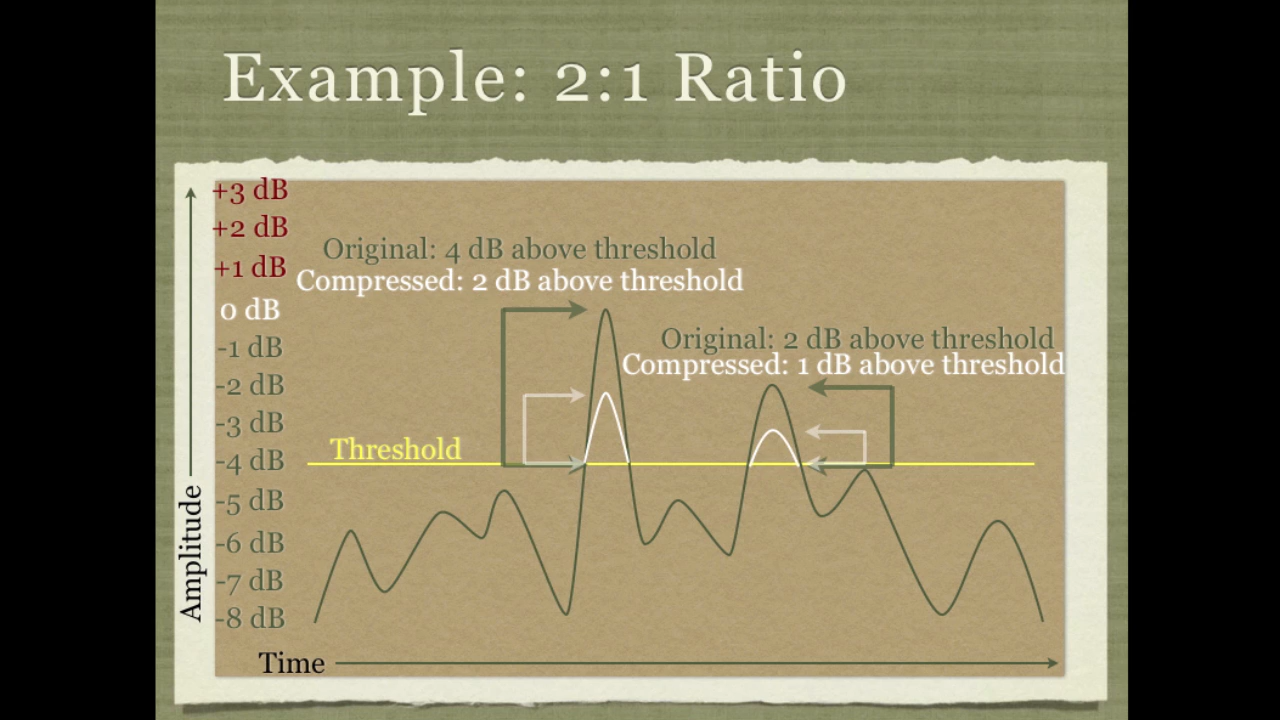 Example: 2:1 Ratio
+3 dB
+2 dB
Original: 4 dB above threshold
+1 dB
Compressed: 2 dB above threshold
0 dB
-1 dB
Original: 2 dB above threshold
Compressed: 1 dB above threshold
-2 dB
-3 dB
Threshold
-4 dB
-5 dB
-6 dB
-7 dB
-8 dB
Amplitude
Time